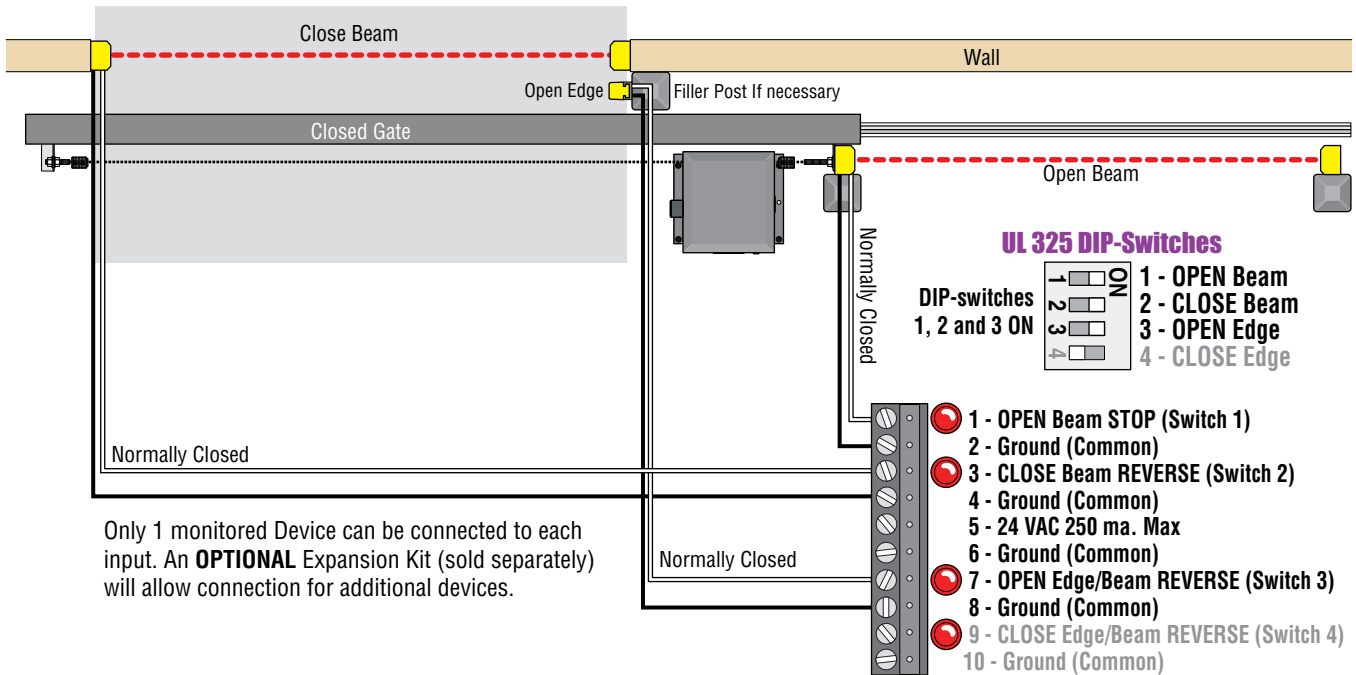 Close Beam
Wall
Open Edge
Filler Post If necessary
Closed Gate
Open Beam
Normally Closed
UL 325 DIP-Switches
DIP-switches
1, 2 and 3 ON
ON
1
2
3
4
1 - OPEN Beam
2 - CLOSE Beam
3 - OPEN Edge
4 - CLOSE Edge
Normally Closed
Only 1 monitored Device can be connected to each
input. An OPTIONAL Expansion Kit (sold separately)
will allow connection for additional devices.
Normally Closed
1 - OPEN Beam STOP (Switch 1)
2 - Ground (Common)
3 - CLOSE Beam REVERSE (Switch 2)
4 - Ground (Common)
5 - 24 VAC 250 ma. Max
6 - Ground (Common)
7 - OPEN Edge/Beam REVERSE (Switch 3)
8 - Ground (Common)
9 - CLOSE Edge/Beam REVERSE (Switch 4)
10 - Ground (Common)